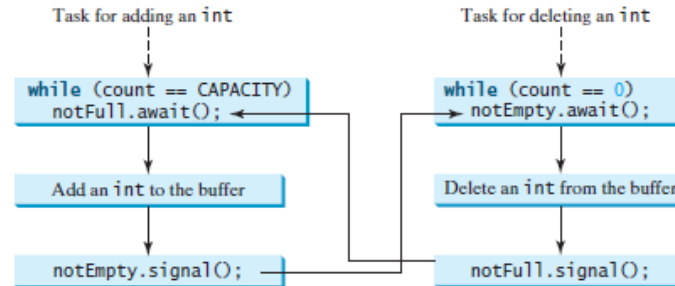 Task for adding an int
while (count == CAPACITY)
notFull.await();
Add an int to the buffer
notEmpty.signal();
Task for deleting an int
while (count == 0)
notEmpty.await();
Delete an int from the buffer
notFull.signal();